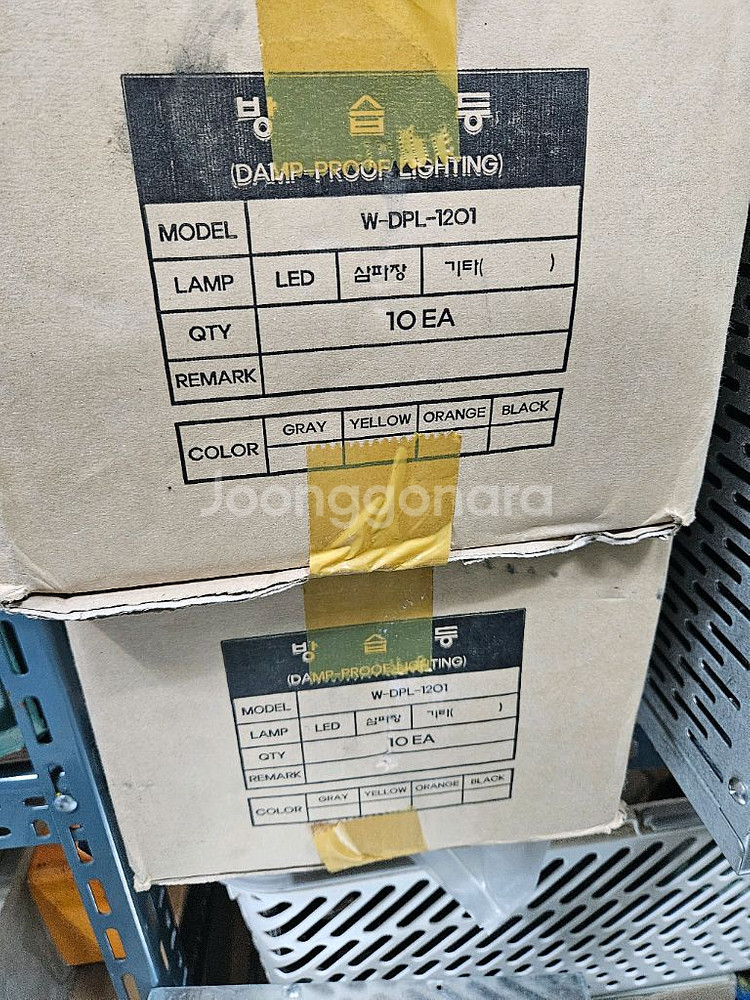 방 습 등
(DAMP-PROOF LIGHTING)
MODEL W-DPL-1201
LAMP LED 삼파장 기타( )
QTY 10 EA
REMARK
COLOR GRAY YELLOW ORANGE BLACK
Joonggonara
방 습 등
(DAMP-PROOF LIGHTING)
MODEL W-DPL-1201
LAMP LED 삼파장 기타( )
QTY 10 EA
REMARK
COLOR GRAY YELLOW ORANGE BLACK